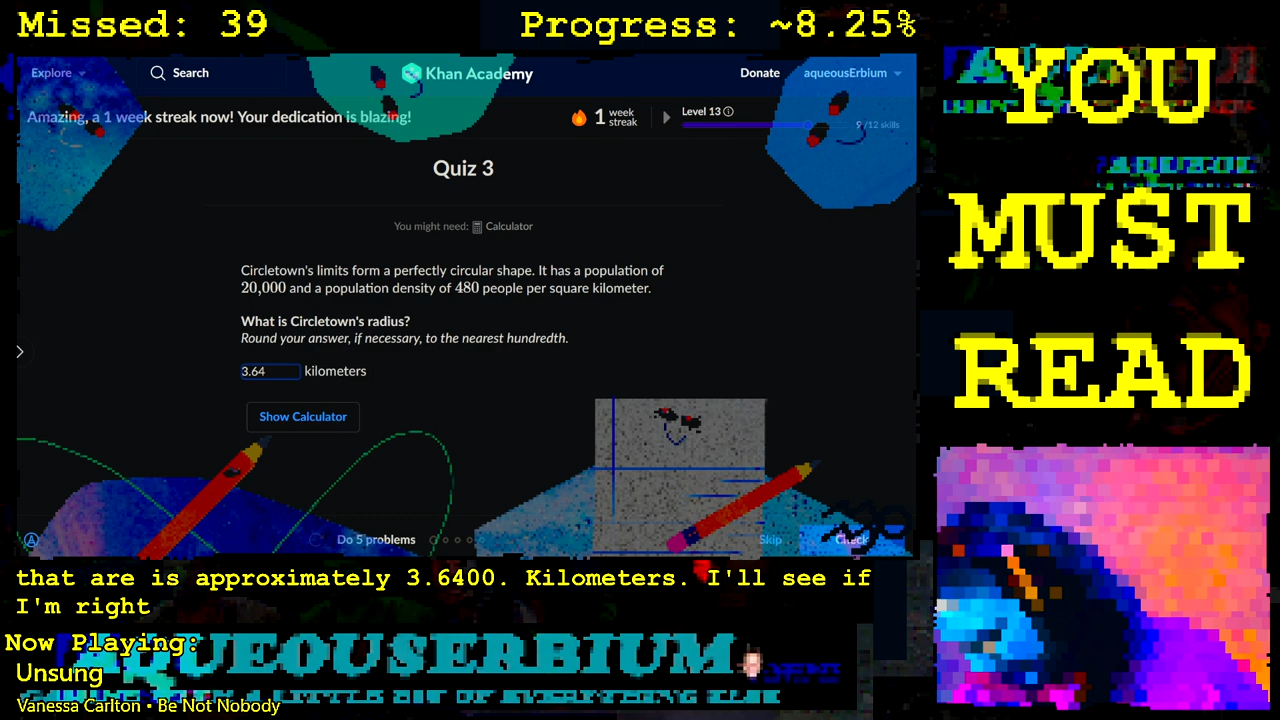 Missed: 39
Progress: ~8.25%
Explore
Search
Khan Academy
Donate
aqueousErbium
Amazing, a 1 week streak now! Your dedication is blazing!
1 week streak
Level 13
9/12 skills
Quiz 3
You might need: Calculator
Circletown's limits form a perfectly circular shape. It has a population of
20,000 and a population density of 480 people per square kilometer.
What is Circletown's radius?
Round your answer, if necessary, to the nearest hundredth.
3.64 kilometers
Show Calculator
Do 5 problems
Skip
Check
YOU
MUST
READ
that are is approximately 3.6400. Kilometers. I'll see if
I'm right
Now Playing:
AQUEOUSERBIUM
Unsung
Vanessa Carlton • Be Not Nobody